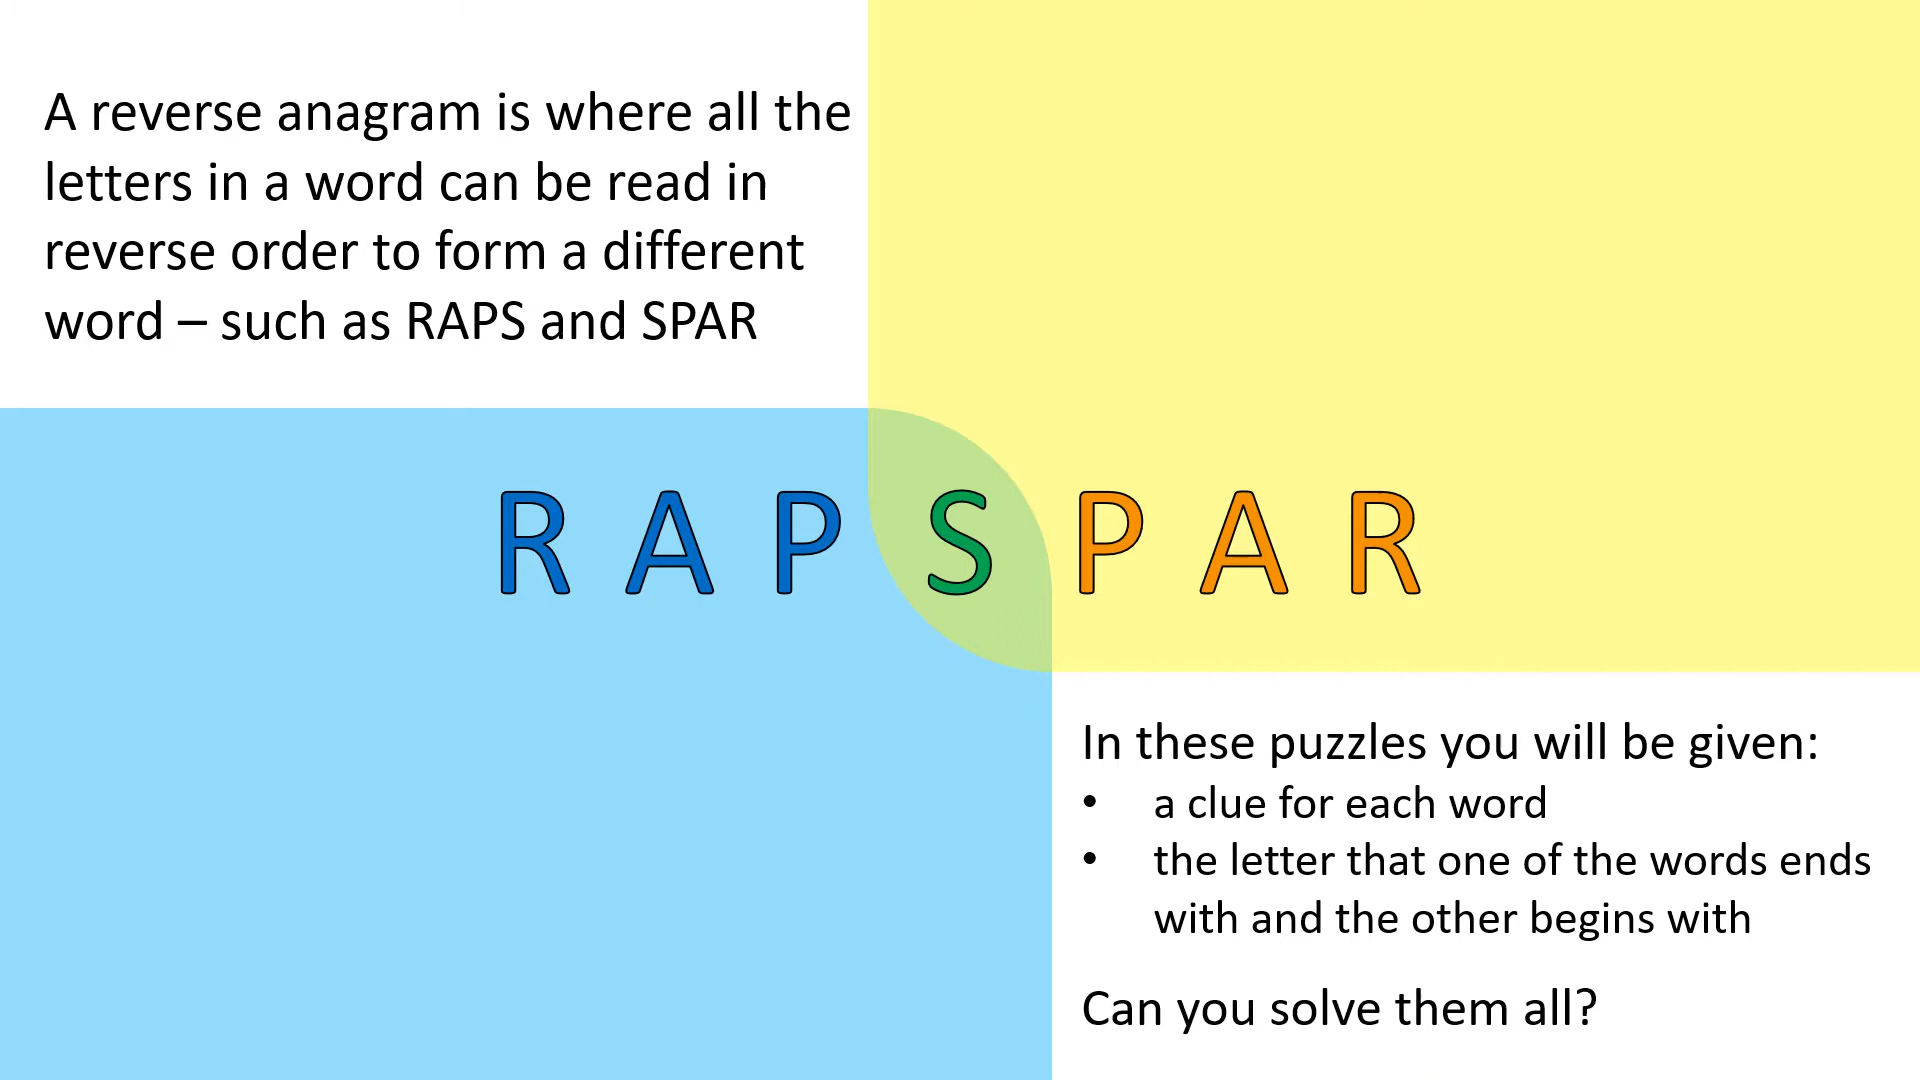 A reverse anagram is where all the
letters in a word can be read in
reverse order to form a different
word – such as RAPS and SPAR
R A P S P A R
In these puzzles you will be given:
• a clue for each word
• the letter that one of the words ends
with and the other begins with
Can you solve them all?